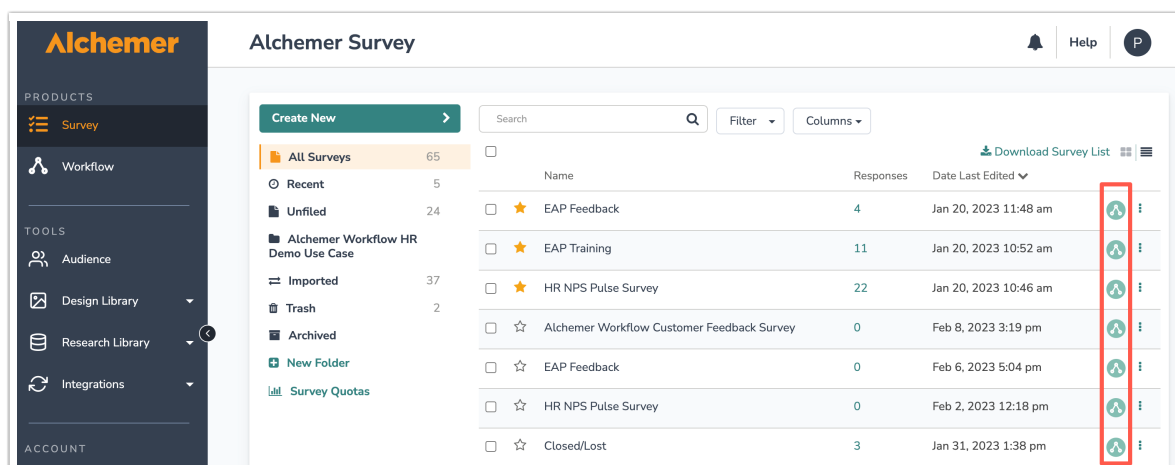 Alchemer
Alchemer Survey
Help
P
PRODUCTS
Survey
Workflow
TOOLS
Audience
Design Library
Research Library
Integrations
ACCOUNT
Create New
All Surveys 65
Recent 5
Unfiled 24
Alchemer Workflow HR
Demo Use Case
Imported 37
Trash 2
Archived
New Folder
Survey Quotas
Search
Filter
Columns
Download Survey List
Name Responses Date Last Edited
EAP Feedback 4 Jan 20, 2023 11:48 am
EAP Training 11 Jan 20, 2023 10:52 am
HR NPS Pulse Survey 22 Jan 20, 2023 10:46 am
Alchemer Workflow Customer Feedback Survey 0 Feb 8, 2023 3:19 pm
EAP Feedback 0 Feb 6, 2023 5:04 pm
HR NPS Pulse Survey 0 Feb 2, 2023 12:18 pm
Closed/Lost 3 Jan 31, 2023 1:38 pm